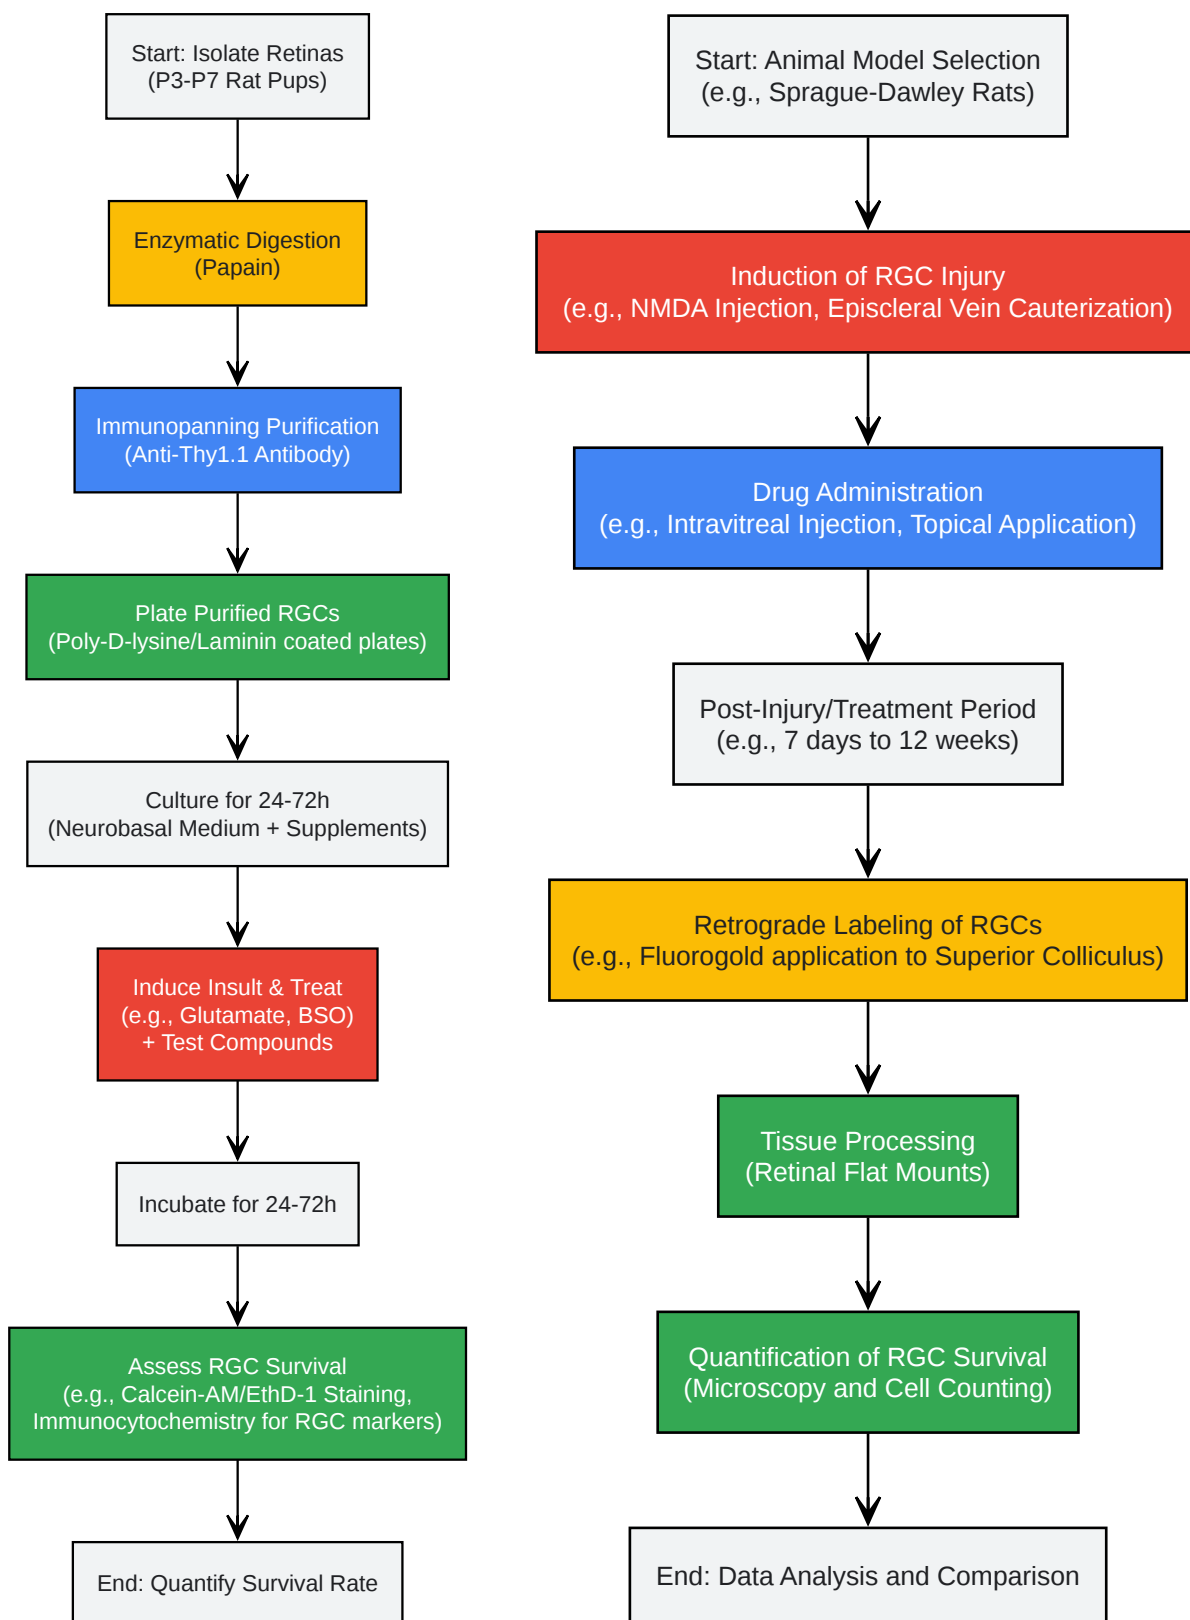 Start: Isolate Retinas
(P3-P7 Rat Pups)
Enzymatic Digestion
(Papain)
Immunopanning Purification
(Anti-Thy1.1 Antibody)
Plate Purified RGCs
(Poly-D-lysine/Laminin coated plates)
Culture for 24-72h
(Neurobasal Medium + Supplements)
Induce Insult & Treat
(e.g., Glutamate, BSO)
+ Test Compounds
Incubate for 24-72h
Assess RGC Survival
(e.g., Calcein-AM/EthD-1 Staining,
Immunocytochemistry for RGC markers)
End: Quantify Survival Rate
Start: Animal Model Selection
(e.g., Sprague-Dawley Rats)
Induction of RGC Injury
(e.g., NMDA Injection, Episcleral Vein Cauterization)
Drug Administration
(e.g., Intravitreal Injection, Topical Application)
Post-Injury/Treatment Period
(e.g., 7 days to 12 weeks)
Retrograde Labeling of RGCs
(e.g., Fluorogold application to Superior Colliculus)
Tissue Processing
(Retinal Flat Mounts)
Quantification of RGC Survival
(Microscopy and Cell Counting)
End: Data Analysis and Comparison